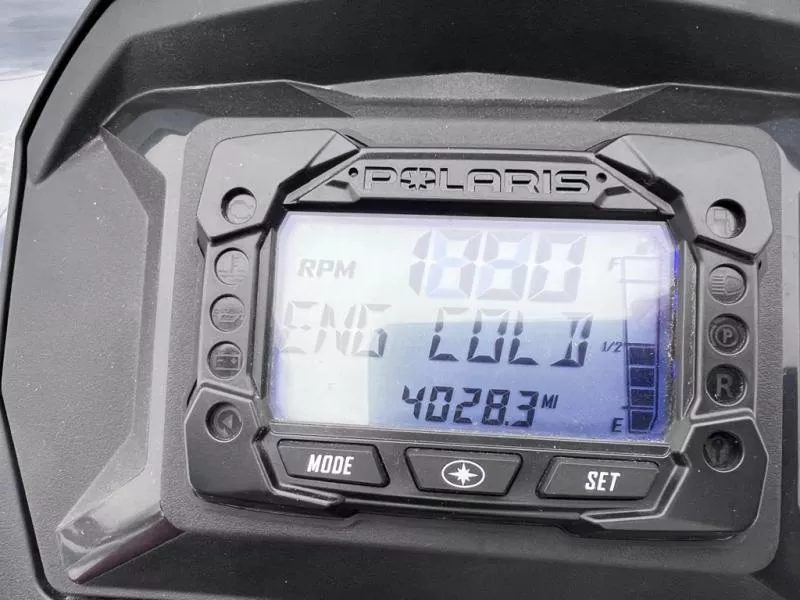 POLARIS
RPM 1880
ENG COLD
1/2
4028.3 MI
E
P
R
MODE
SET